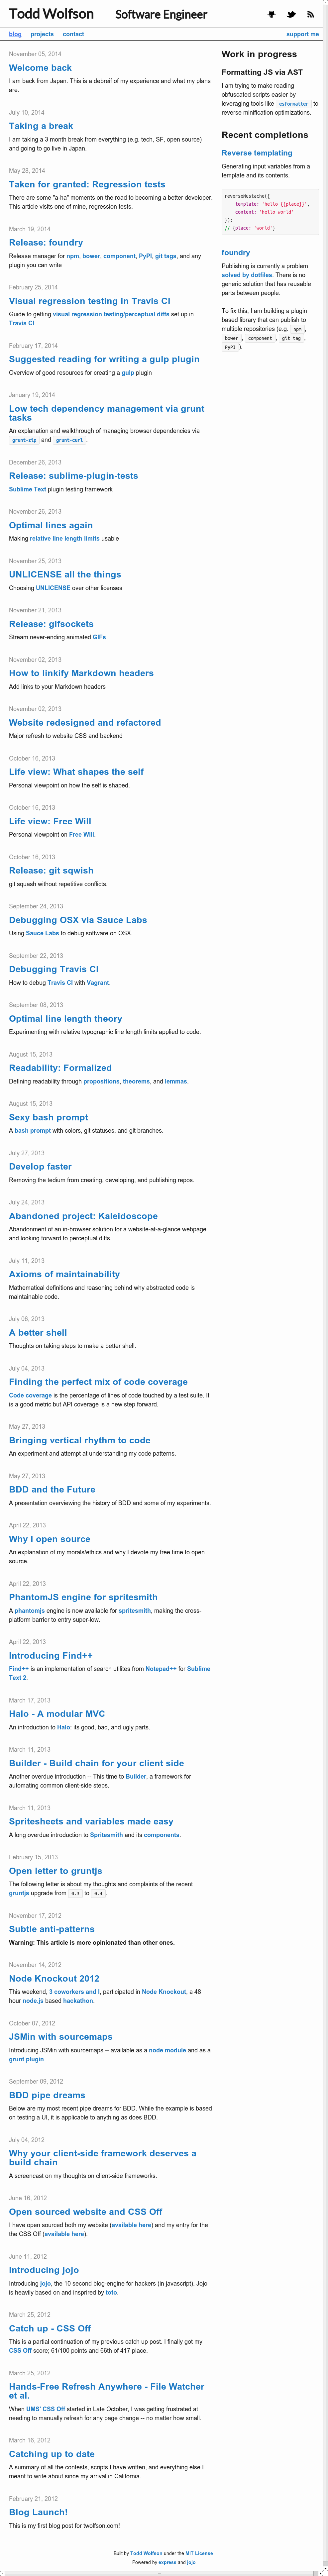 Todd Wolfson
Software Engineer
blog projects contact support me
November 05, 2014
Welcome back
I am back from Japan. This is a debreif of my experience and what my plans
are.
July 10, 2014
Taking a break
I am taking a 3 month break from everything (e.g. tech, SF, open source)
and going to go live in Japan.
May 28, 2014
Taken for granted: Regression tests
There are some "a-ha" moments on the road to becoming a better developer.
This article visits one of mine, regression tests.
March 19, 2014
Release: foundry
Release manager for npm, bower, component, PyPI, git tags, and any
plugin you can write
February 25, 2014
Visual regression testing in Travis CI
Guide to getting visual regression testing/perceptual diffs set up in
Travis CI
February 17, 2014
Suggested reading for writing a gulp plugin
Overview of good resources for creating a gulp plugin
January 19, 2014
Low tech dependency management via grunt
tasks
An explanation and walkthrough of managing browser dependencies via
grunt-zip and grunt-curl .
December 26, 2013
Release: sublime-plugin-tests
Sublime Text plugin testing framework
November 26, 2013
Optimal lines again
Making relative line length limits usable
November 25, 2013
UNLICENSE all the things
Choosing UNLICENSE over other licenses
November 21, 2013
Release: gifsockets
Stream never-ending animated GIFs
November 02, 2013
How to linkify Markdown headers
Add links to your Markdown headers
November 02, 2013
Website redesigned and refactored
Major refresh to website CSS and backend
October 16, 2013
Life view: What shapes the self
Personal viewpoint on how the self is shaped.
October 16, 2013
Life view: Free Will
Personal viewpoint on Free Will.
October 16, 2013
Release: git sqwish
git squash without repetitive conflicts.
September 24, 2013
Debugging OSX via Sauce Labs
Using Sauce Labs to debug software on OSX.
September 22, 2013
Debugging Travis CI
How to debug Travis CI with Vagrant.
September 08, 2013
Optimal line length theory
Experimenting with relative typographic line length limits applied to code.
August 15, 2013
Readability: Formalized
Defining readability through propositions, theorems, and lemmas.
August 15, 2013
Sexy bash prompt
A bash prompt with colors, git statuses, and git branches.
July 27, 2013
Develop faster
Removing the tedium from creating, developing, and publishing repos.
July 24, 2013
Abandoned project: Kaleidoscope
Abandonment of an in-browser solution for a website-at-a-glance webpage
and looking forward to perceptual diffs.
July 11, 2013
Axioms of maintainability
Mathematical definitions and reasoning behind why abstracted code is
maintainable code.
July 06, 2013
A better shell
Thoughts on taking steps to make a better shell.
July 04, 2013
Finding the perfect mix of code coverage
Code coverage is the percentage of lines of code touched by a test suite. It
is a good metric but API coverage is a new step forward.
May 27, 2013
Bringing vertical rhythm to code
An experiment and attempt at understanding my code patterns.
May 27, 2013
BDD and the Future
A presentation overviewing the history of BDD and some of my experiments.
April 22, 2013
Why I open source
An explanation of my morals/ethics and why I devote my free time to open
source.
April 22, 2013
PhantomJS engine for spritesmith
A phantomjs engine is now available for spritesmith, making the cross-
platform barrier to entry super-low.
April 22, 2013
Introducing Find++
Find++ is an implementation of search utilites from Notepad++ for Sublime
Text 2.
March 17, 2013
Halo - A modular MVC
An introduction to Halo: its good, bad, and ugly parts.
March 11, 2013
Builder - Build chain for your client side
Another overdue introduction -- This time to Builder, a framework for
automating common client-side steps.
March 11, 2013
Spritesheets and variables made easy
A long overdue introduction to Spritesmith and its components.
February 15, 2013
Open letter to gruntjs
The following letter is about my thoughts and complaints of the recent
gruntjs upgrade from 0.3 to 0.4 .
November 17, 2012
Subtle anti-patterns
Warning: This article is more opinionated than other ones.
November 14, 2012
Node Knockout 2012
This weekend, 3 coworkers and I, participated in Node Knockout, a 48
hour node.js based hackathon.
October 07, 2012
JSMin with sourcemaps
Introducing JSMin with sourcemaps -- available as a node module and as a
grunt plugin.
September 09, 2012
BDD pipe dreams
Below are my most recent pipe dreams for BDD. While the example is based
on testing UI, it is applicable to anything as does BDD.
July 04, 2012
Why your client-side framework deserves a
build chain
A screencast on my thoughts on client-side frameworks.
June 16, 2012
Open sourced website and CSS Off
I have open sourced both my website (available here) and my entry for the
the CSS Off (available here).
June 11, 2012
Introducing jojo
Introducing jojo, the 10 second blog-engine for hackers (in javascript). Jojo
is heavily based on and insprired by toto.
March 25, 2012
Catch up - CSS Off
This is a partial continuation of my previous catch up post. I finally got my
CSS Off score; 61/100 points and 66th of 417 place.
March 25, 2012
Hands-Free Refresh Anywhere - File Watcher
et al.
When UMS' CSS Off started in Late October, I was getting frustrated at
needing to manually refresh for any page change -- no matter how small.
March 16, 2012
Catching up to date
A summary of all the contests, scripts I have written, and everything else I
meant to write about since my arrival in California.
February 21, 2012
Blog Launch!
This is my first blog post for twolfson.com!
Work in progress
Formatting JS via AST
I am trying to make reading
obfuscated scripts easier by
leveraging tools like esformatter to
reverse minification optimizations.
Recent completions
Reverse templating
Generating input variables from a
template and its contents.
reverseMustache({
template: 'hello {{place}}',
content: 'hello world'
});
// {place: 'world'}
foundry
Publishing is currently a problem
solved by dotfiles. There is no
generic solution that has reusable
parts between people.
To fix this, I am building a plugin
based library that can publish to
multiple repositories (e.g. npm ,
bower , component , git tag ,
PyPI ).
Built by Todd Wolfson under the MIT License
Powered by express and jojo